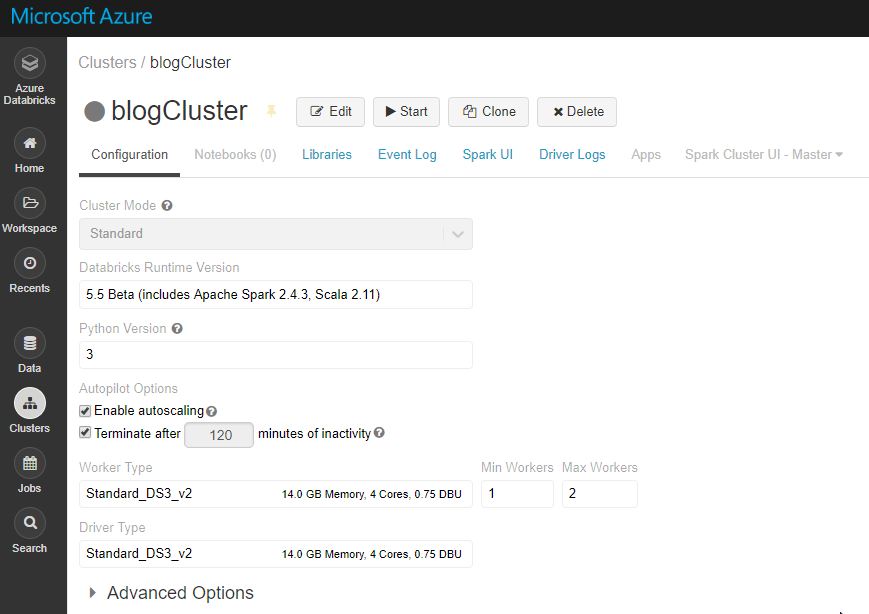 Microsoft Azure
Azure
Databricks
Home
Workspace
Recents
Data
Clusters
Jobs
Search
Clusters / blogCluster
blogCluster
Edit
Start
Clone
Delete
Configuration
Notebooks (0)
Libraries
Event Log
Spark UI
Driver Logs
Apps
Spark Cluster UI - Master
Cluster Mode
Standard
Databricks Runtime Version
5.5 Beta (includes Apache Spark 2.4.3, Scala 2.11)
Python Version
3
Autopilot Options
Enable autoscaling
Terminate after 120 minutes of inactivity
Worker Type Min Workers Max Workers
Standard_DS3_v2 14.0 GB Memory, 4 Cores, 0.75 DBU 1 2
Driver Type
Standard_DS3_v2 14.0 GB Memory, 4 Cores, 0.75 DBU
Advanced Options